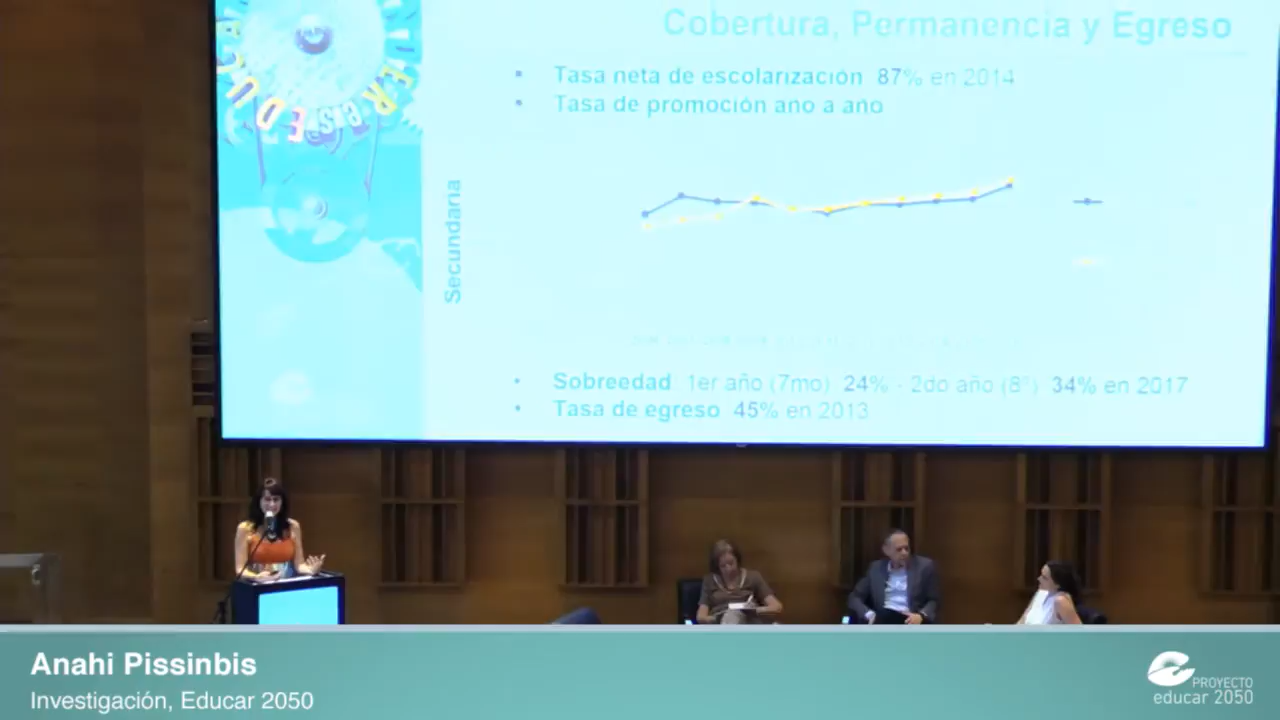 Cobertura, Permanencia y Egreso
• Tasa neta de escolarización 87% en 2014
• Tasa de promoción ano a año
Secundaria
• Sobreedad 1er año (7mo) 24% - 2do año (8°) 34% en 2017
• Tasa de egreso 45% en 2013
Anahi Pissinbis
Investigación, Educar 2050
PROYECTO
educar 2050